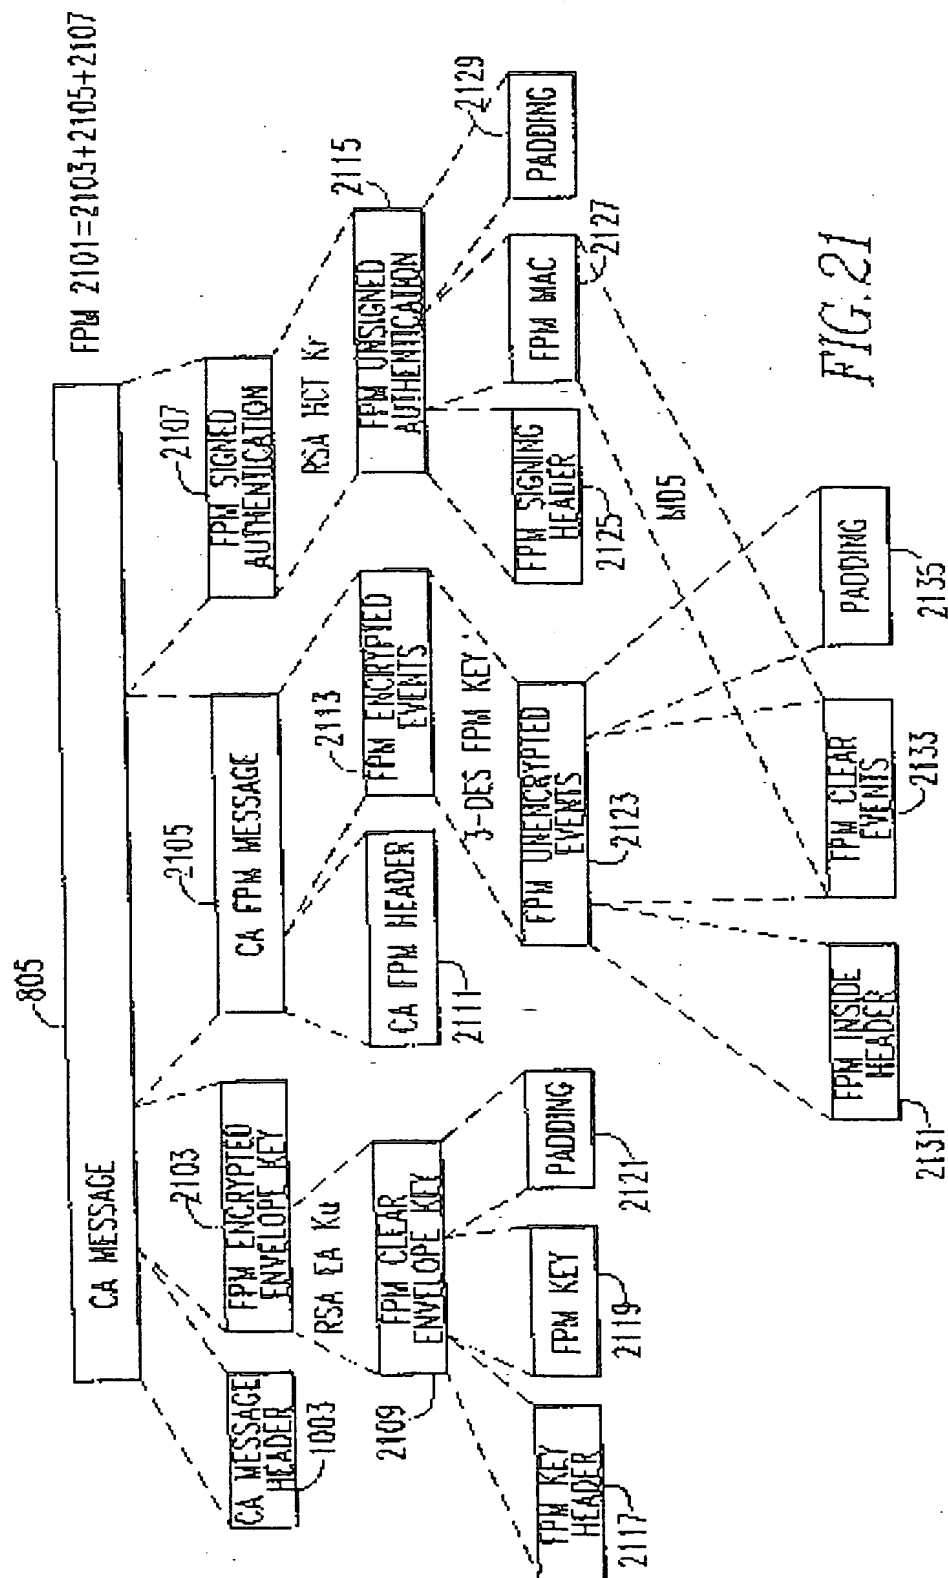 FPM 2101=2103+2105+2107
805
CA MESSAGE
CA MESSAGE
HEADER
1003
2103
FPM ENCRYPTED
ENVELOPE KEY
2105
CA FPM MESSAGE
2107
FPM SIGNED
AUTHENTICATION
RSA EA Ku
RSA HCT Kr
2109
FPM CLEAR
ENVELOPE KEY
CA FPM HEADER
2111
2113
FPM ENCRYPTED
EVENTS
2115
FPM UNSIGNED
AUTHENTICATION
3-DES FPM KEY
FPM KEY
HEADER
2117
FPM KEY
2119
PADDING
2121
FPM UNENCRYPTED
EVENTS
2123
FPM SIGNING
HEADER
2125
FPM MAC
2127
PADDING
2129
MD5
FPM INSIDE
HEADER
2131
FPM CLEAR
EVENTS
2133
PADDING
2135
FIG. 21